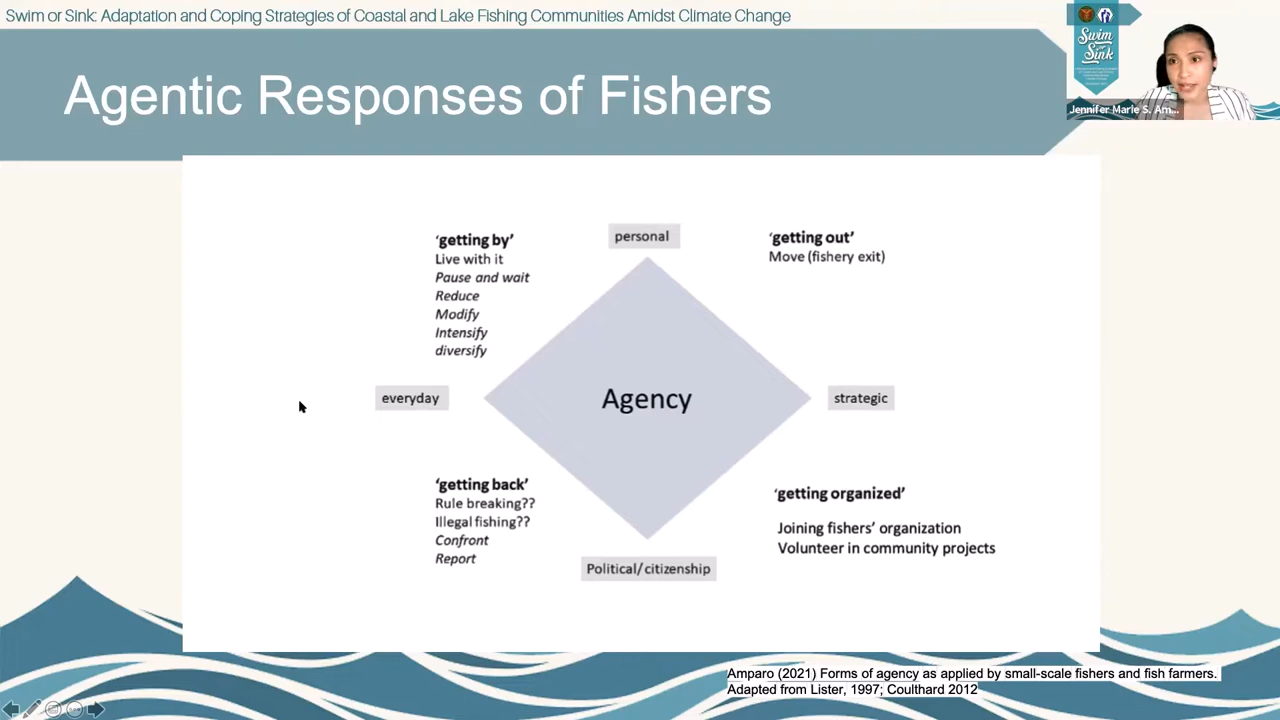 Swim or Sink: Adaptation and Coping Strategies of Coastal and Lake Fishing Communities Amidst Climate Change
Agentic Responses of Fishers
Swim
Sink
Jennifer Marie S. Am...
'getting by'
Live with it
Pause and wait
Reduce
Modify
Intensify
diversify
personal
'getting out'
Move (fishery exit)
everyday
Agency
strategic
'getting back'
Rule breaking??
Illegal fishing??
Confront
Report
Political/citizenship
'getting organized'
Joining fishers' organization
Volunteer in community projects
Amparo (2021) Forms of agency as applied by small-scale fishers and fish farmers.
Adapted from Lister, 1997; Coulthard 2012